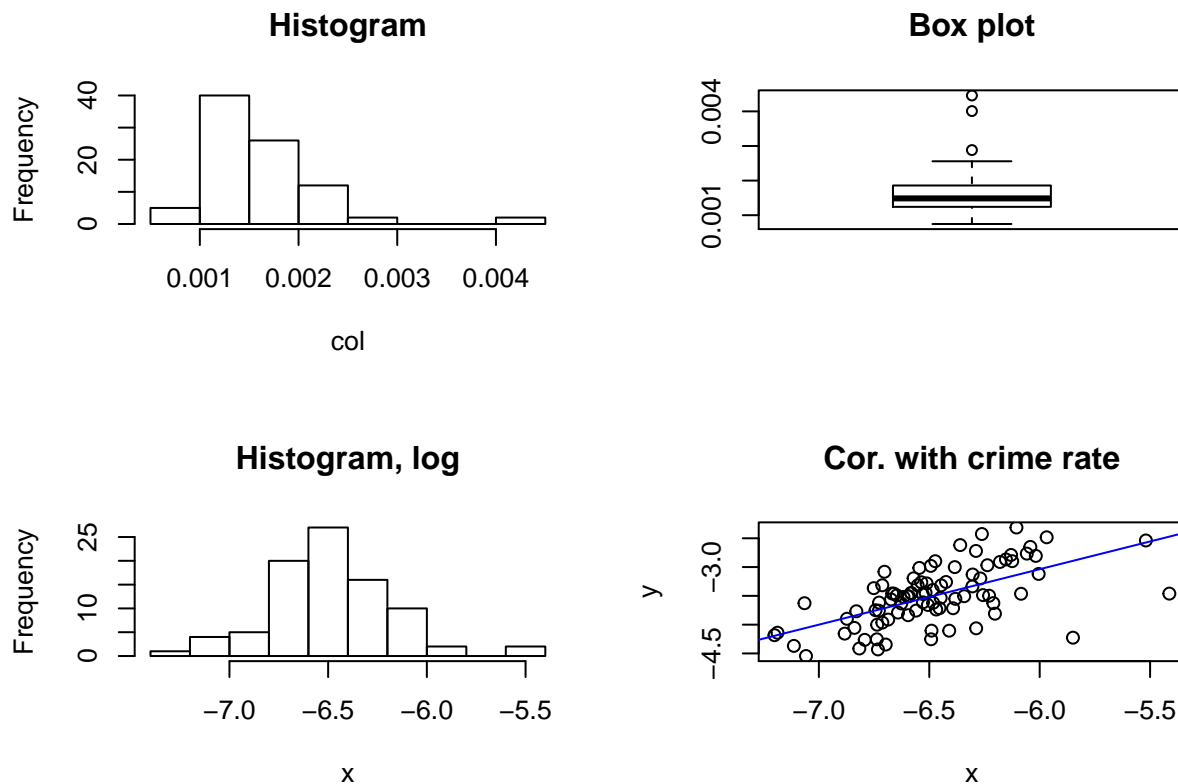 Histogram
Frequency
0 20 40
0.001 0.002 0.003 0.004
col
Box plot
0.001 0.004
Histogram, log
Frequency
0 10 25
−7.0 −6.5 −6.0 −5.5
x
Cor. with crime rate
y
−4.5 −3.0
−7.0 −6.5 −6.0 −5.5
x